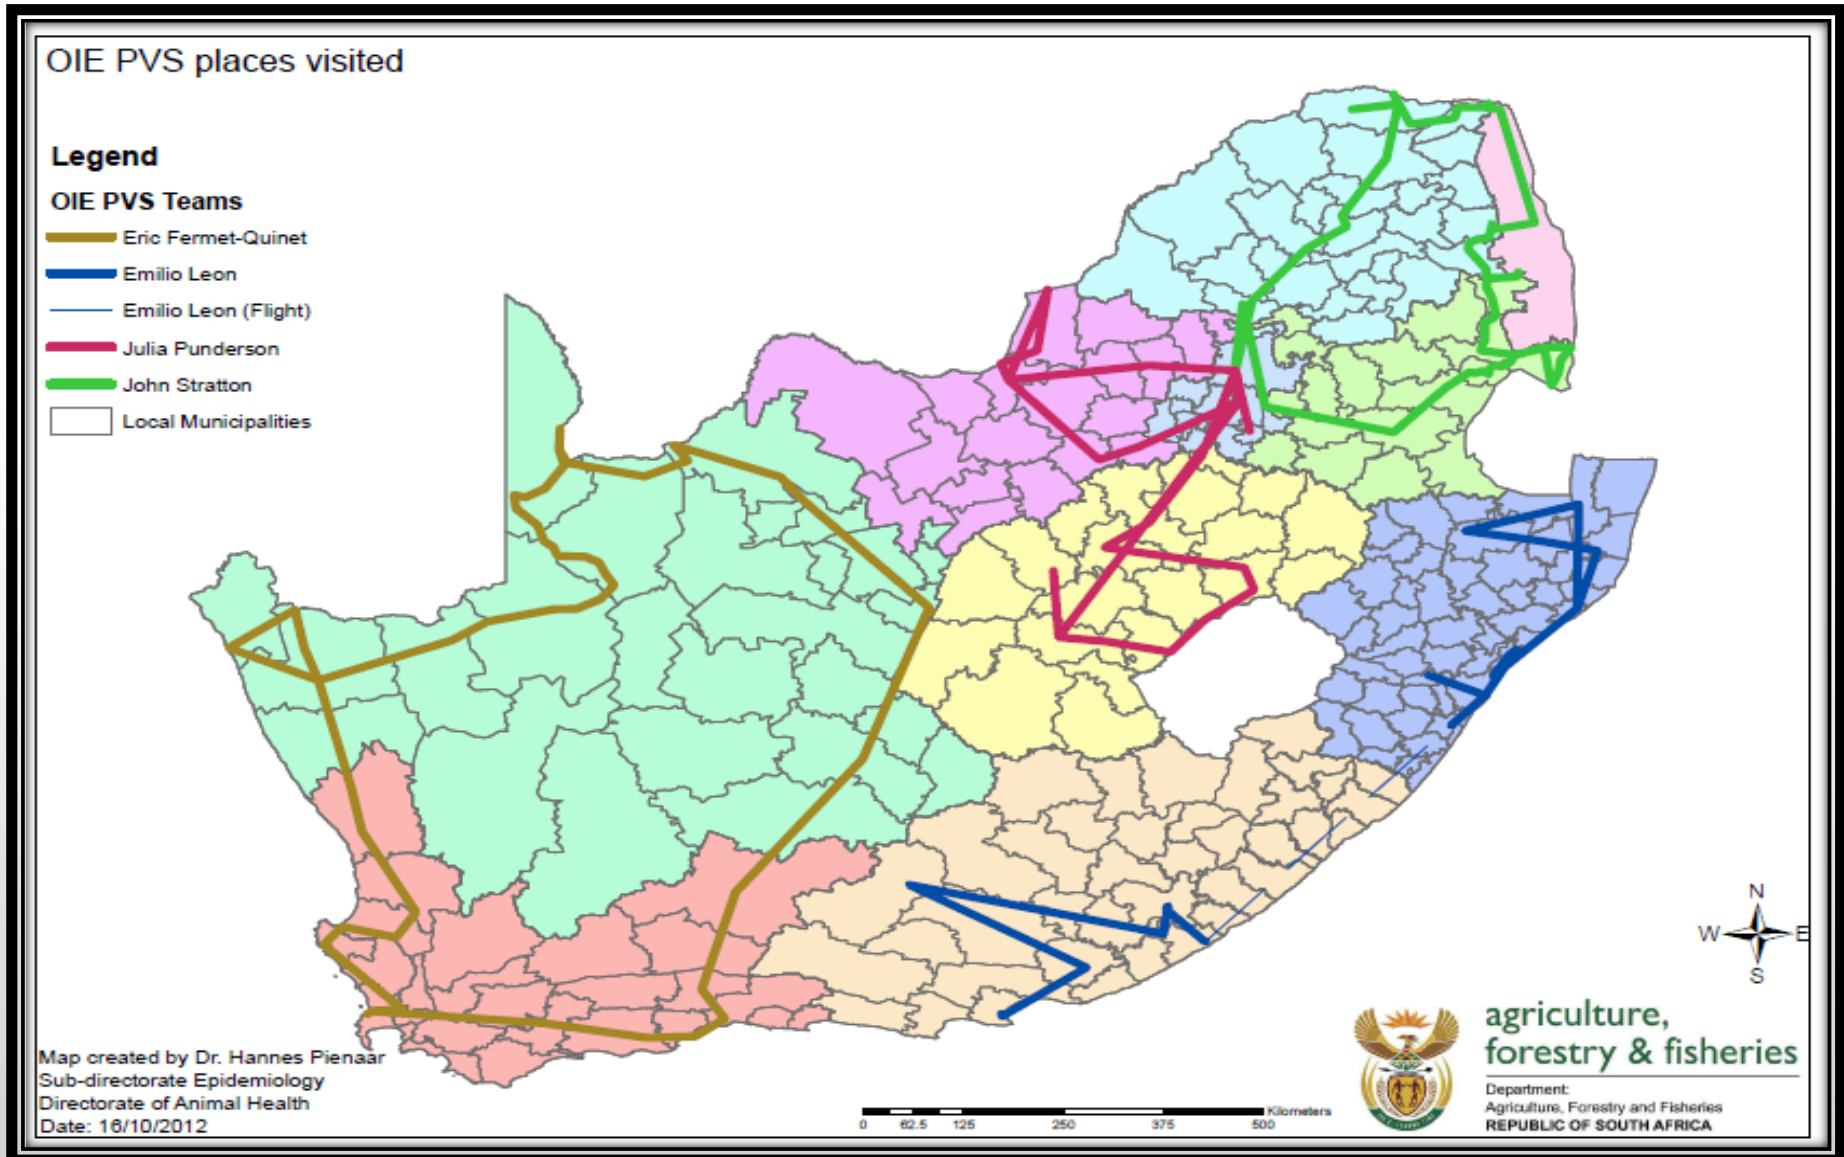 OIE PVS places visited
Legend
OIE PVS Teams
Eric Fermet-Quinet
Emilio Leon
Emilio Leon (Flight)
Julia Punderson
John Stratton
Local Municipalities
N
W E
S
Map created by Dr. Hannes Pienaar
Sub-directorate Epidemiology
Directorate of Animal Health
Date: 16/10/2012
Kilometers
0 62.5 125 250 375 500
agriculture,
forestry & fisheries
Department:
Agriculture, Forestry and Fisheries
REPUBLIC OF SOUTH AFRICA